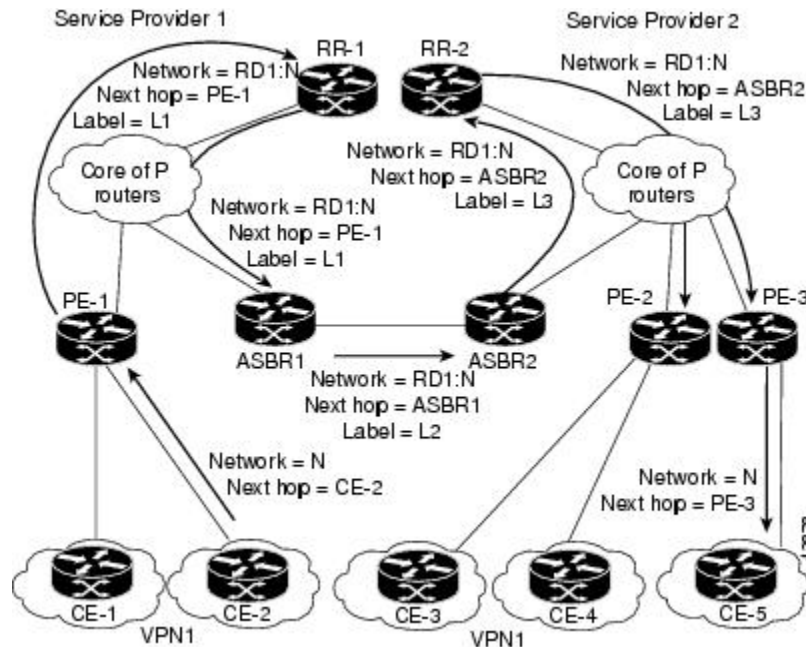 Service Provider 1
Service Provider 2
RR-1
RR-2
Network = RD1:N
Next hop = PE-1
Label = L1
Network = RD1:N
Next hop = ASBR2
Label = L3
Core of P
routers
Network = RD1:N
Next hop = ASBR2
Label = L3
Core of P
routers
Network = RD1:N
Next hop = PE-1
Label = L1
PE-1
PE-2
PE-3
ASBR1
ASBR2
Network = RD1:N
Next hop = ASBR1
Label = L2
Network = N
Next hop = CE-2
Network = N
Next hop = PE-3
CE-1
CE-2
CE-3
CE-4
CE-5
VPN1
VPN1